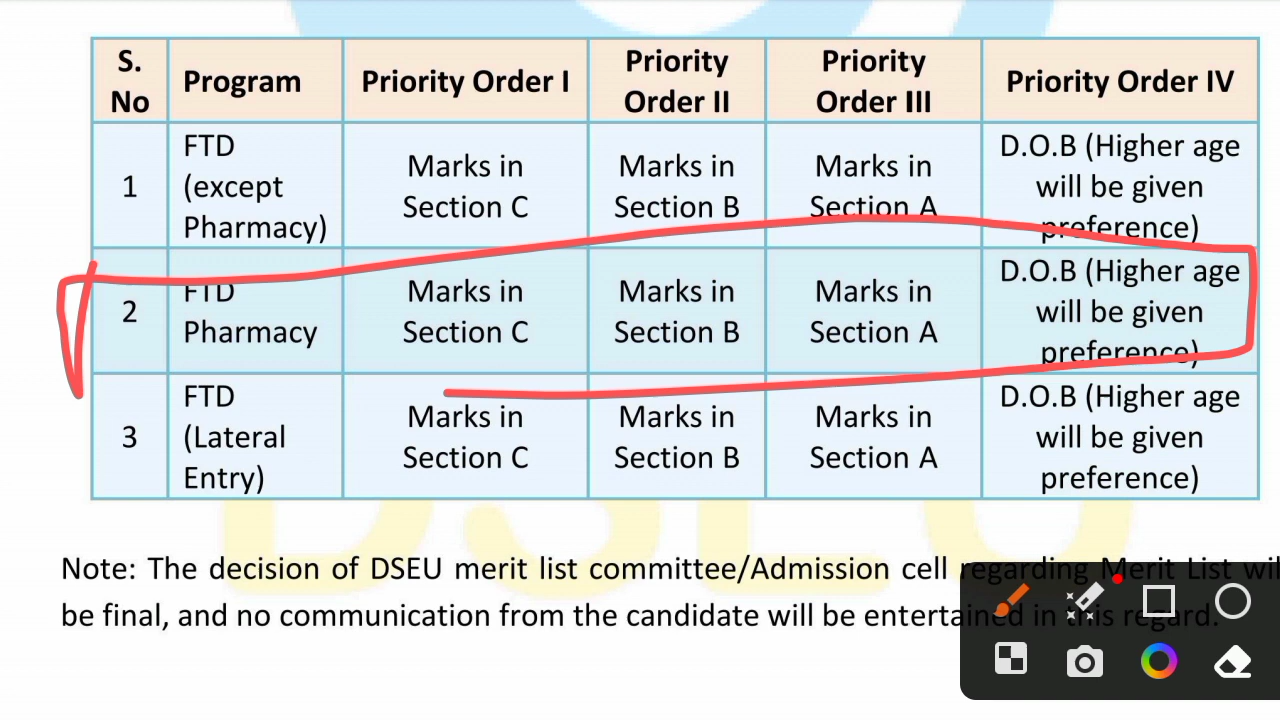 S. No | Program | Priority Order I | Priority Order II | Priority Order III | Priority Order IV
1 | FTD (except Pharmacy) | Marks in Section C | Marks in Section B | Marks in Section A | D.O.B (Higher age will be given preference)
2 | FTD Pharmacy | Marks in Section C | Marks in Section B | Marks in Section A | D.O.B (Higher age will be given preference)
3 | FTD (Lateral Entry) | Marks in Section C | Marks in Section B | Marks in Section A | D.O.B (Higher age will be given preference)
Note: The decision of DSEU merit list committee/Admission cell regarding Merit List wil
be final, and no communication from the candidate will be entertained in this regard.
DSEU